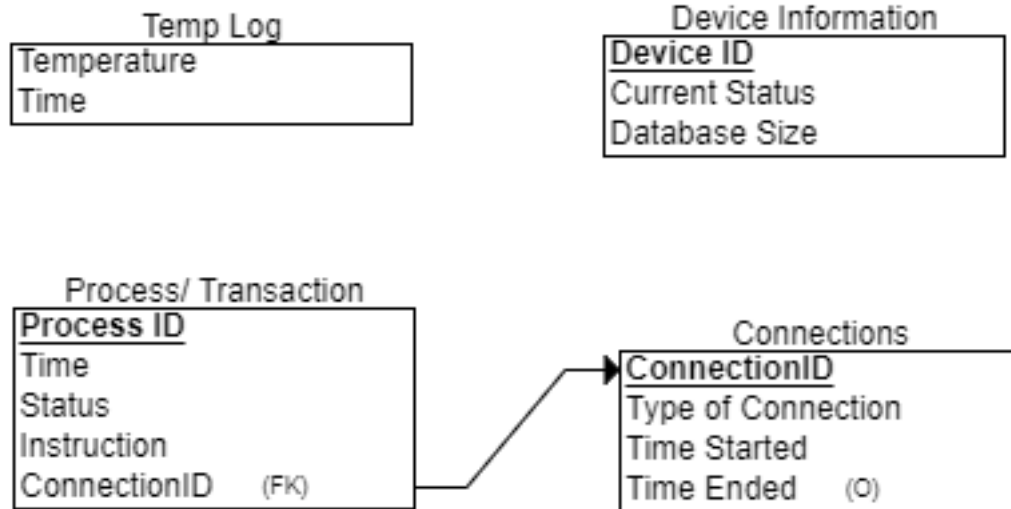 Temp Log
Temperature
Time
Device Information
Device ID
Current Status
Database Size
Process/ Transaction
Process ID
Time
Status
Instruction
ConnectionID (FK)
Connections
ConnectionID
Type of Connection
Time Started
Time Ended (O)